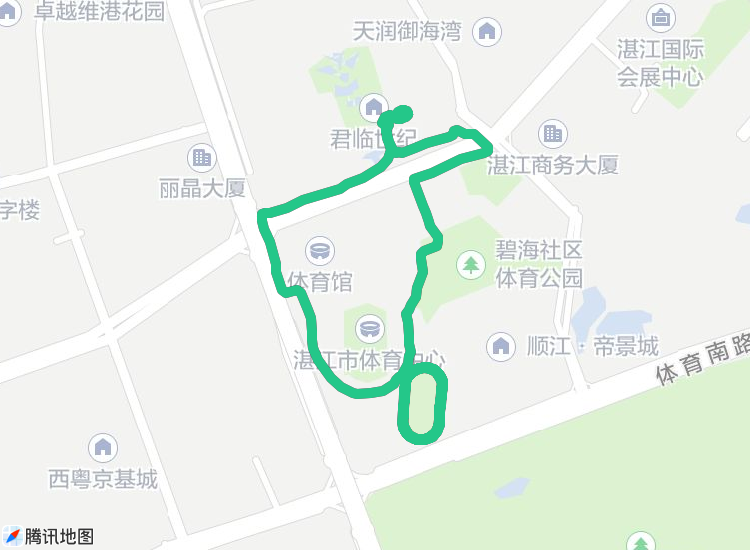 卓越维港花园
天润御海湾
湛江国际
会展中心
君临世纪
湛江商务大厦
丽晶大厦
字楼
碧海社区
体育公园
体育馆
湛江市体育中心
顺江·帝景城
体育南路
西粤京基城
腾讯地图